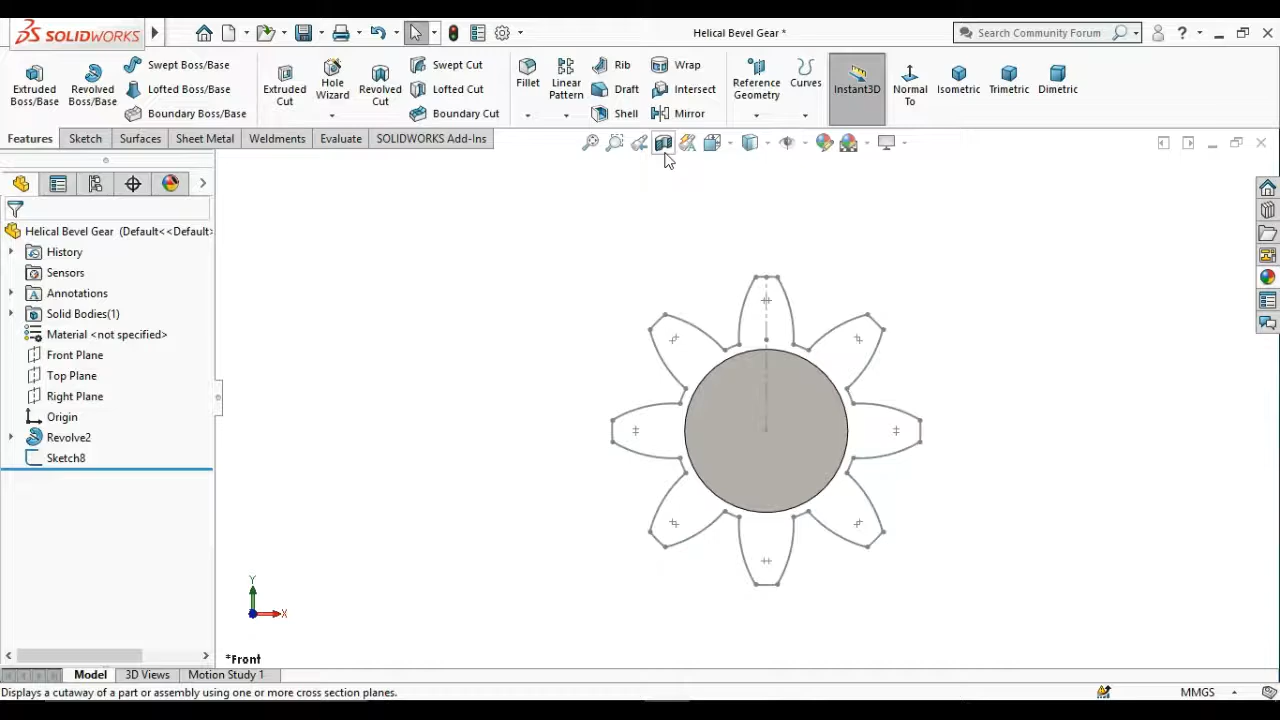 SOLIDWORKS
Helical Bevel Gear *
Search Community Forum
?
Extruded Boss/Base
Revolved Boss/Base
Swept Boss/Base
Lofted Boss/Base
Boundary Boss/Base
Extruded Cut
Hole Wizard
Revolved Cut
Swept Cut
Lofted Cut
Boundary Cut
Fillet
Linear Pattern
Rib
Draft
Shell
Wrap
Intersect
Mirror
Reference Geometry
Curves
Instant3D
Normal To
Isometric
Trimetric
Dimetric
Features
Sketch
Surfaces
Sheet Metal
Weldments
Evaluate
SOLIDWORKS Add-Ins
Helical Bevel Gear (Default<<Default>
History
Sensors
Annotations
Solid Bodies(1)
Material <not specified>
Front Plane
Top Plane
Right Plane
Origin
Revolve2
Sketch8
Y
X
*Front
Model
3D Views
Motion Study 1
Displays a cutaway of a part or assembly using one or more cross section planes.
MMGS